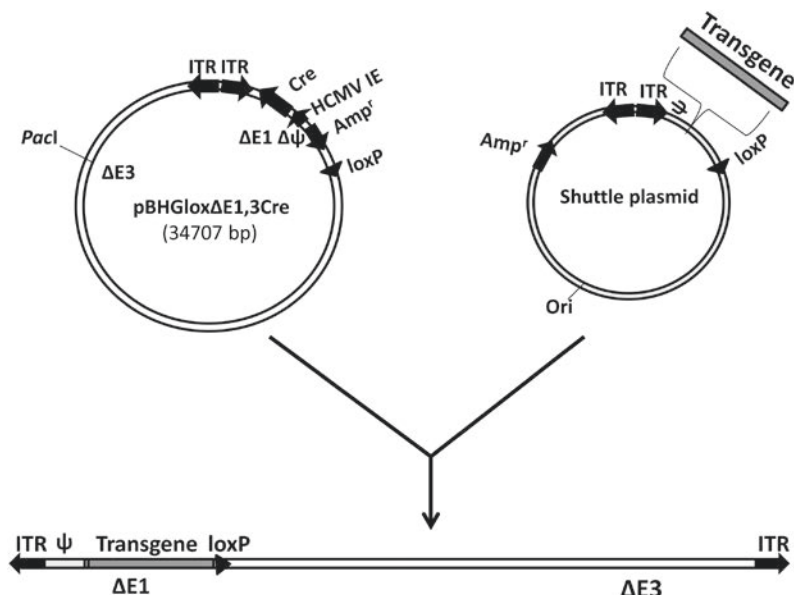 ITR ITR
Cre
HCMV IE
Ampʳ
ΔE1 Δψ
loxP
PacI
ΔE3
pBHGloxΔE1,3Cre
(34707 bp)
Transgene
ITR ITR
ψ
Ampʳ
loxP
Shuttle plasmid
Ori
ITR ψ Transgene loxP ITR
ΔE1 ΔE3